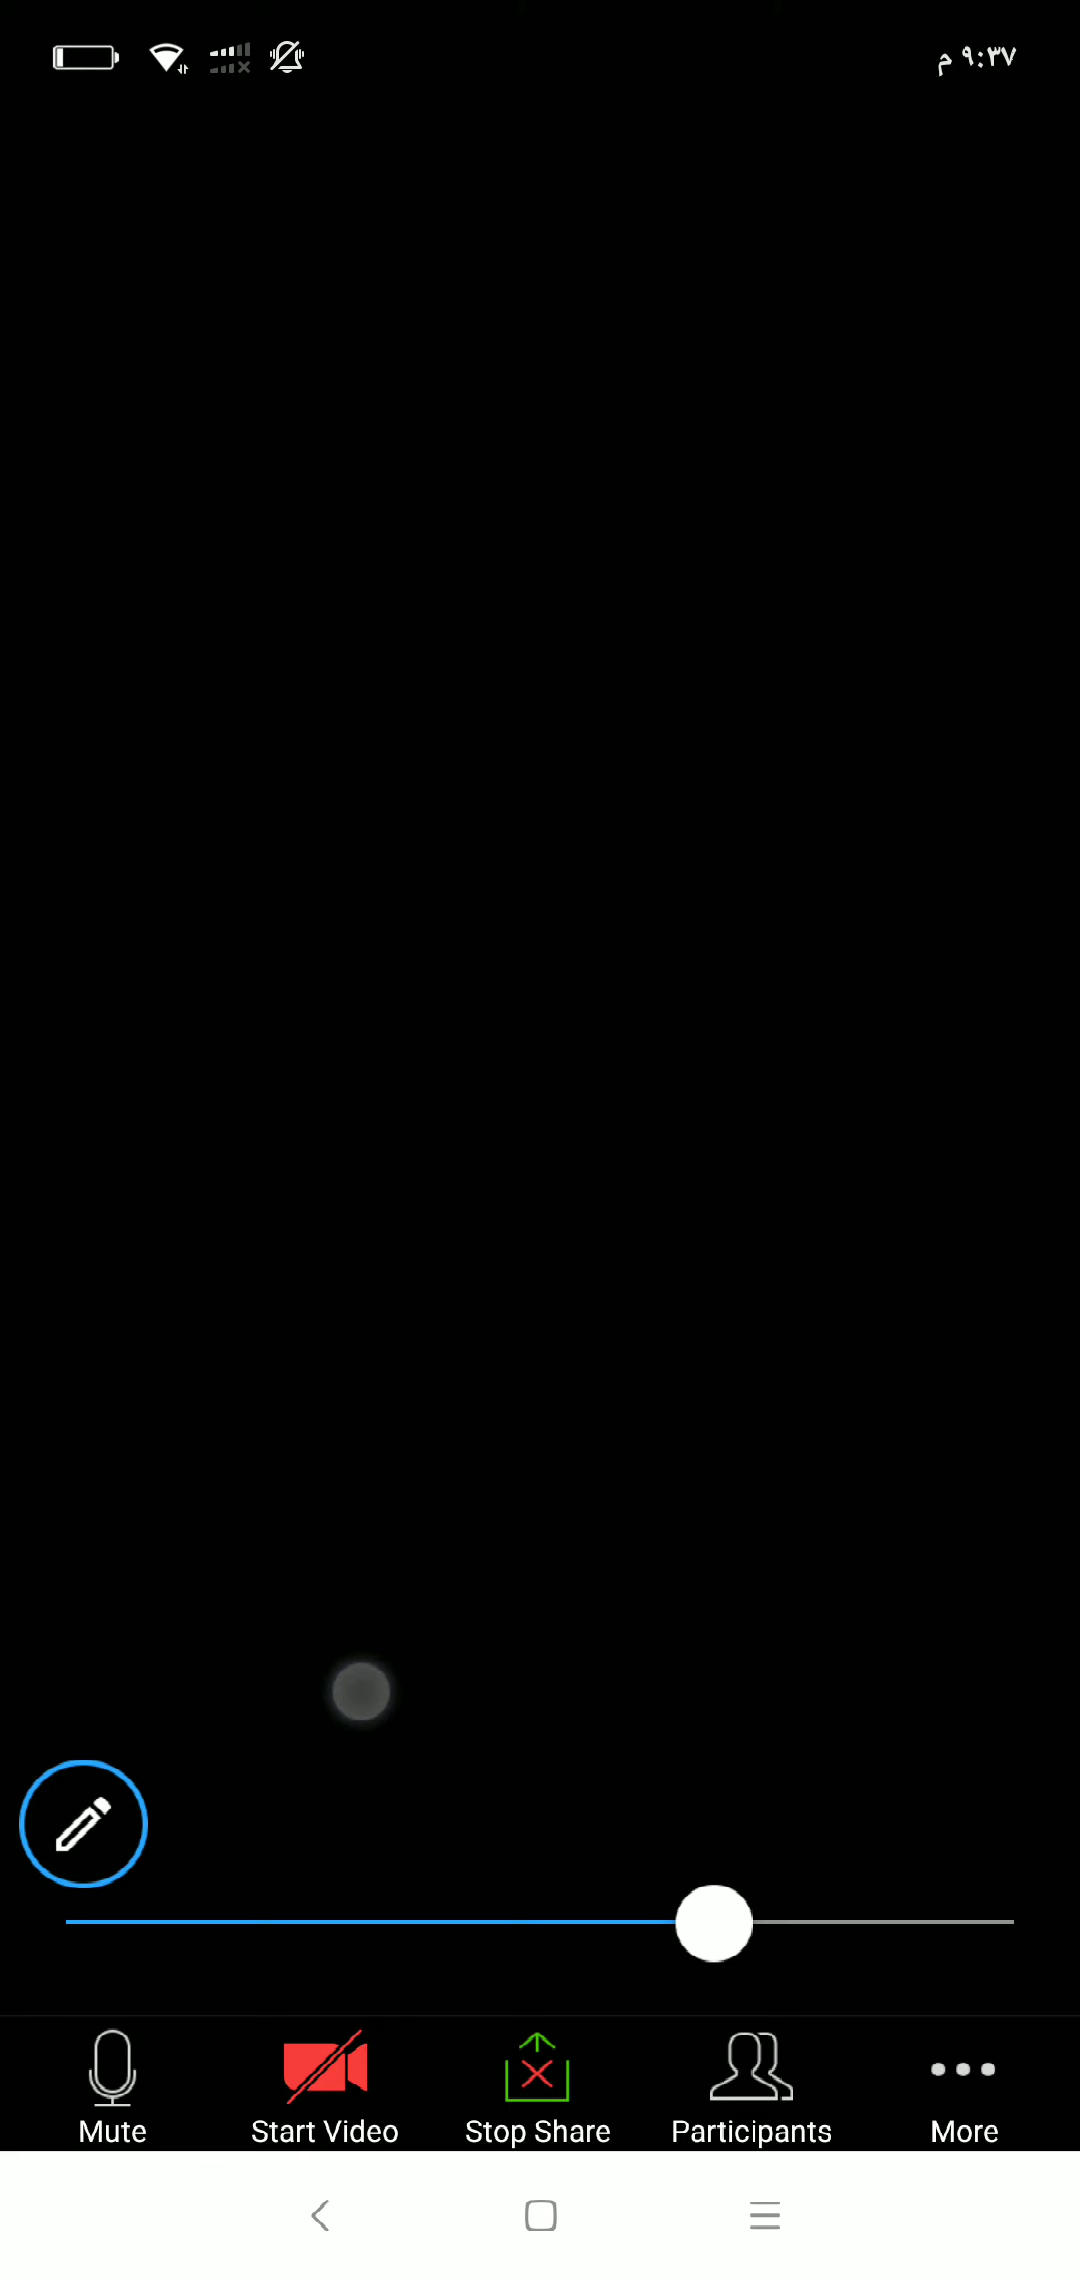 ٩:٣٧ م
Mute
Start Video
Stop Share
Participants
More